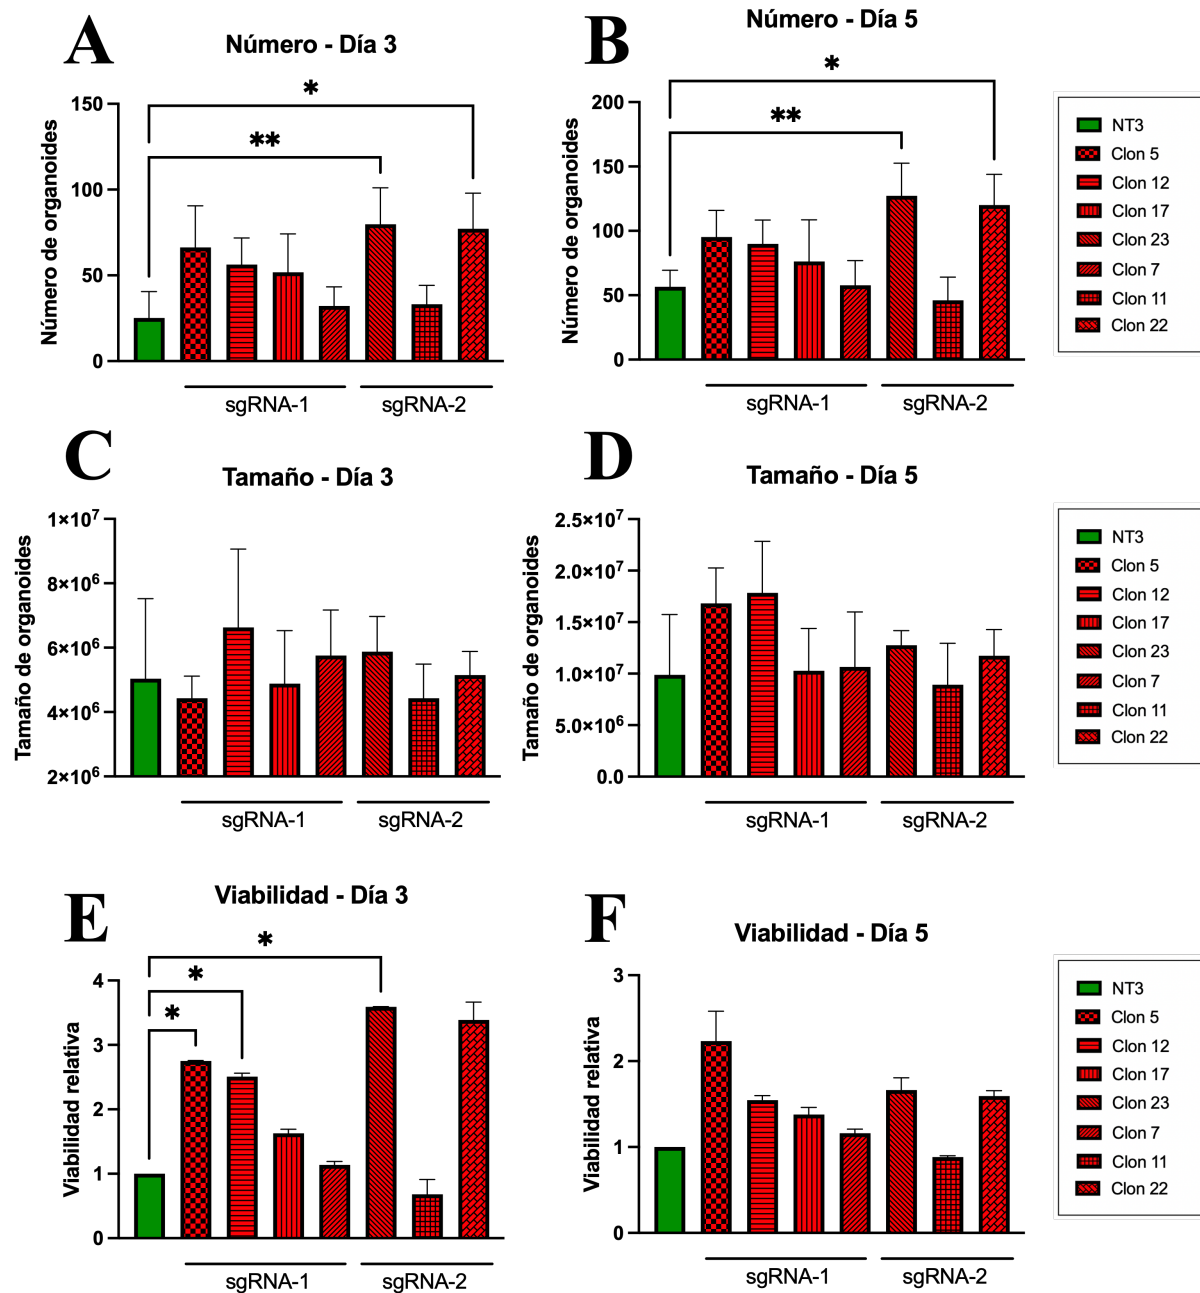 A
Número - Día 3
Número de organoides
150
100
50
0
*
**
sgRNA-1
sgRNA-2
B
Número - Día 5
Número de organoides
200
150
100
50
0
*
**
sgRNA-1
sgRNA-2
NT3
Clon 5
Clon 12
Clon 17
Clon 23
Clon 7
Clon 11
Clon 22
C
Tamaño - Día 3
Tamaño de organoides
1×10⁷
8×10⁶
6×10⁶
4×10⁶
2×10⁶
sgRNA-1
sgRNA-2
D
Tamaño - Día 5
Tamaño de organoides
2.5×10⁷
2.0×10⁷
1.5×10⁷
1.0×10⁷
5.0×10⁶
0.0
sgRNA-1
sgRNA-2
NT3
Clon 5
Clon 12
Clon 17
Clon 23
Clon 7
Clon 11
Clon 22
E
Viabilidad - Día 3
Viabilidad relativa
4
3
2
1
0
*
*
*
sgRNA-1
sgRNA-2
F
Viabilidad - Día 5
Viabilidad relativa
3
2
1
0
sgRNA-1
sgRNA-2
NT3
Clon 5
Clon 12
Clon 17
Clon 23
Clon 7
Clon 11
Clon 22